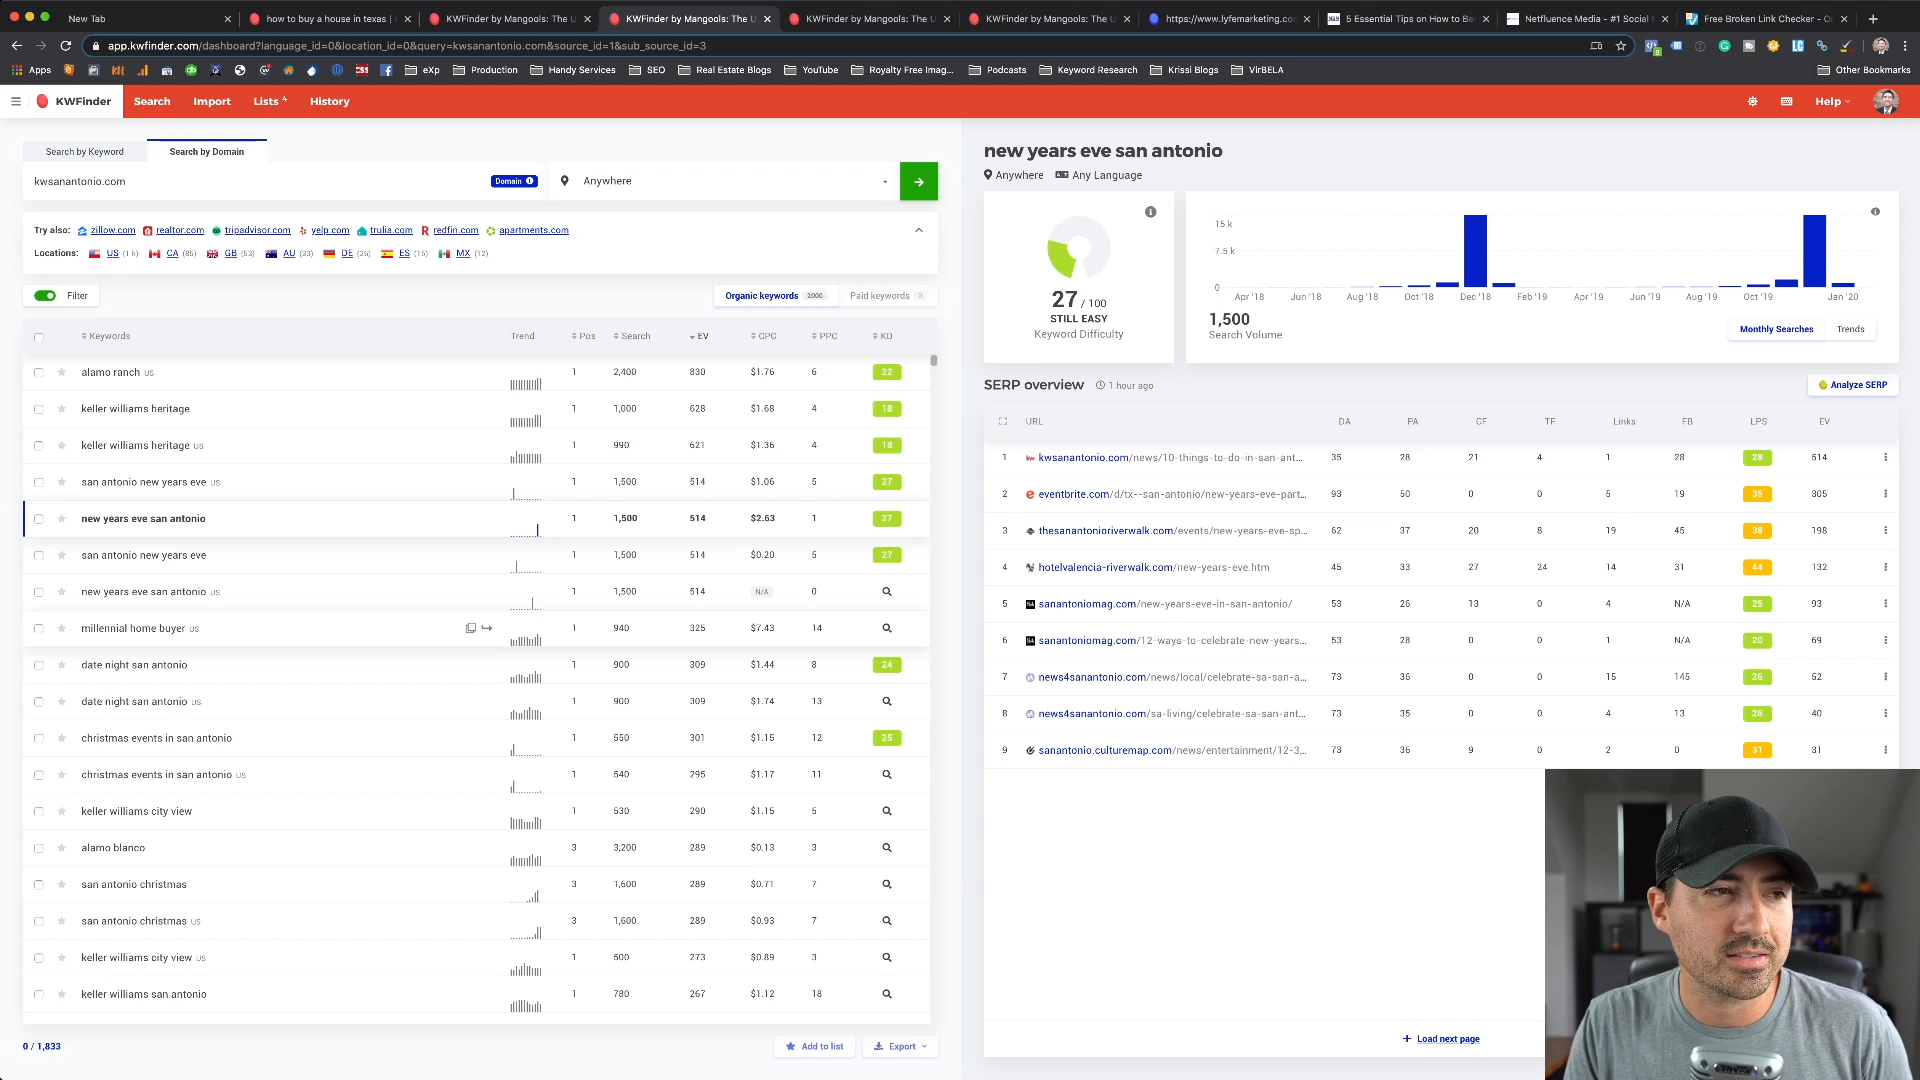 New Tab
how to buy a house in texas |
KWFinder by Mangools: The U
KWFinder by Mangools: The U
KWFinder by Mangools: The U
KWFinder by Mangools: The U
https://www.lyfemarketing.co
5 Essential Tips on How to Be
Netfluence Media - #1 Social
Free Broken Link Checker - O
app.kwfinder.com/dashboard?language_id=0&location_id=0&query=kwsanantonio.com&source_id=1&sub_source_id=3
Apps eXp Production Handy Services SEO Real Estate Blogs YouTube Royalty Free Imag... Podcasts Keyword Research Krissi Blogs VirBELA Other Bookmarks
KWFinder Search Import Lists 4 History Help
Search by Keyword Search by Domain
kwsanantonio.com Domain Anywhere
Try also: zillow.com realtor.com tripadvisor.com yelp.com trulia.com redfin.com apartments.com
Locations: US (1 k) CA (85) GB (53) AU (33) DE (26) ES (15) MX (12)
Filter Organic keywords 2000 Paid keywords 0
Keywords Trend Pos Search EV CPC PPC KD
alamo ranch US 1 2,400 830 $1.76 6 22
keller williams heritage 1 1,000 628 $1.68 4 18
keller williams heritage US 1 990 621 $1.36 4 18
san antonio new years eve US 1 1,500 514 $1.06 5 27
new years eve san antonio 1 1,500 514 $2.63 1 27
san antonio new years eve 1 1,500 514 $0.20 5 27
new years eve san antonio US 1 1,500 514 N/A 0
millennial home buyer US 1 940 325 $7.43 14
date night san antonio 1 900 309 $1.44 8 24
date night san antonio US 1 900 309 $1.74 13
christmas events in san antonio 1 550 301 $1.15 12 25
christmas events in san antonio US 1 540 295 $1.17 11
keller williams city view 1 530 290 $1.15 5
alamo blanco 3 3,200 289 $0.13 3
san antonio christmas 3 1,600 289 $0.71 7
san antonio christmas US 3 1,600 289 $0.93 7
keller williams city view US 1 500 273 $0.89 3
keller williams san antonio 1 780 267 $1.12 18
0 / 1,833 Add to list Export
new years eve san antonio
Anywhere Any Language
27 / 100
STILL EASY
Keyword Difficulty
15 k
7.5 k
0
Apr '18 Jun '18 Aug '18 Oct '18 Dec '18 Feb '19 Apr '19 Jun '19 Aug '19 Oct '19 Jan '20
1,500
Search Volume
Monthly Searches Trends
SERP overview 1 hour ago Analyze SERP
URL DA PA CF TF Links FB LPS EV
1 kwsanantonio.com/news/10-things-to-do-in-san-ant... 35 28 21 4 1 28 28 514
2 eventbrite.com/d/tx--san-antonio/new-years-eve-part... 93 50 0 0 5 19 35 305
3 thesanantonioriverwalk.com/events/new-years-eve-sp... 62 37 20 8 19 45 38 198
4 hotelvalencia-riverwalk.com/new-years-eve.htm 45 33 27 24 14 31 44 132
5 sanantoniomag.com/new-years-eve-in-san-antonio/ 53 26 13 0 4 N/A 25 93
6 sanantoniomag.com/12-ways-to-celebrate-new-years... 53 28 0 0 1 N/A 20 69
7 news4sanantonio.com/news/local/celebrate-sa-san-a... 73 36 0 0 15 145 26 52
8 news4sanantonio.com/sa-living/celebrate-sa-san-ant... 73 35 0 0 4 13 26 40
9 sanantonio.culturemap.com/news/entertainment/12-3... 73 36 9 0 2 0 31 31
Load next page